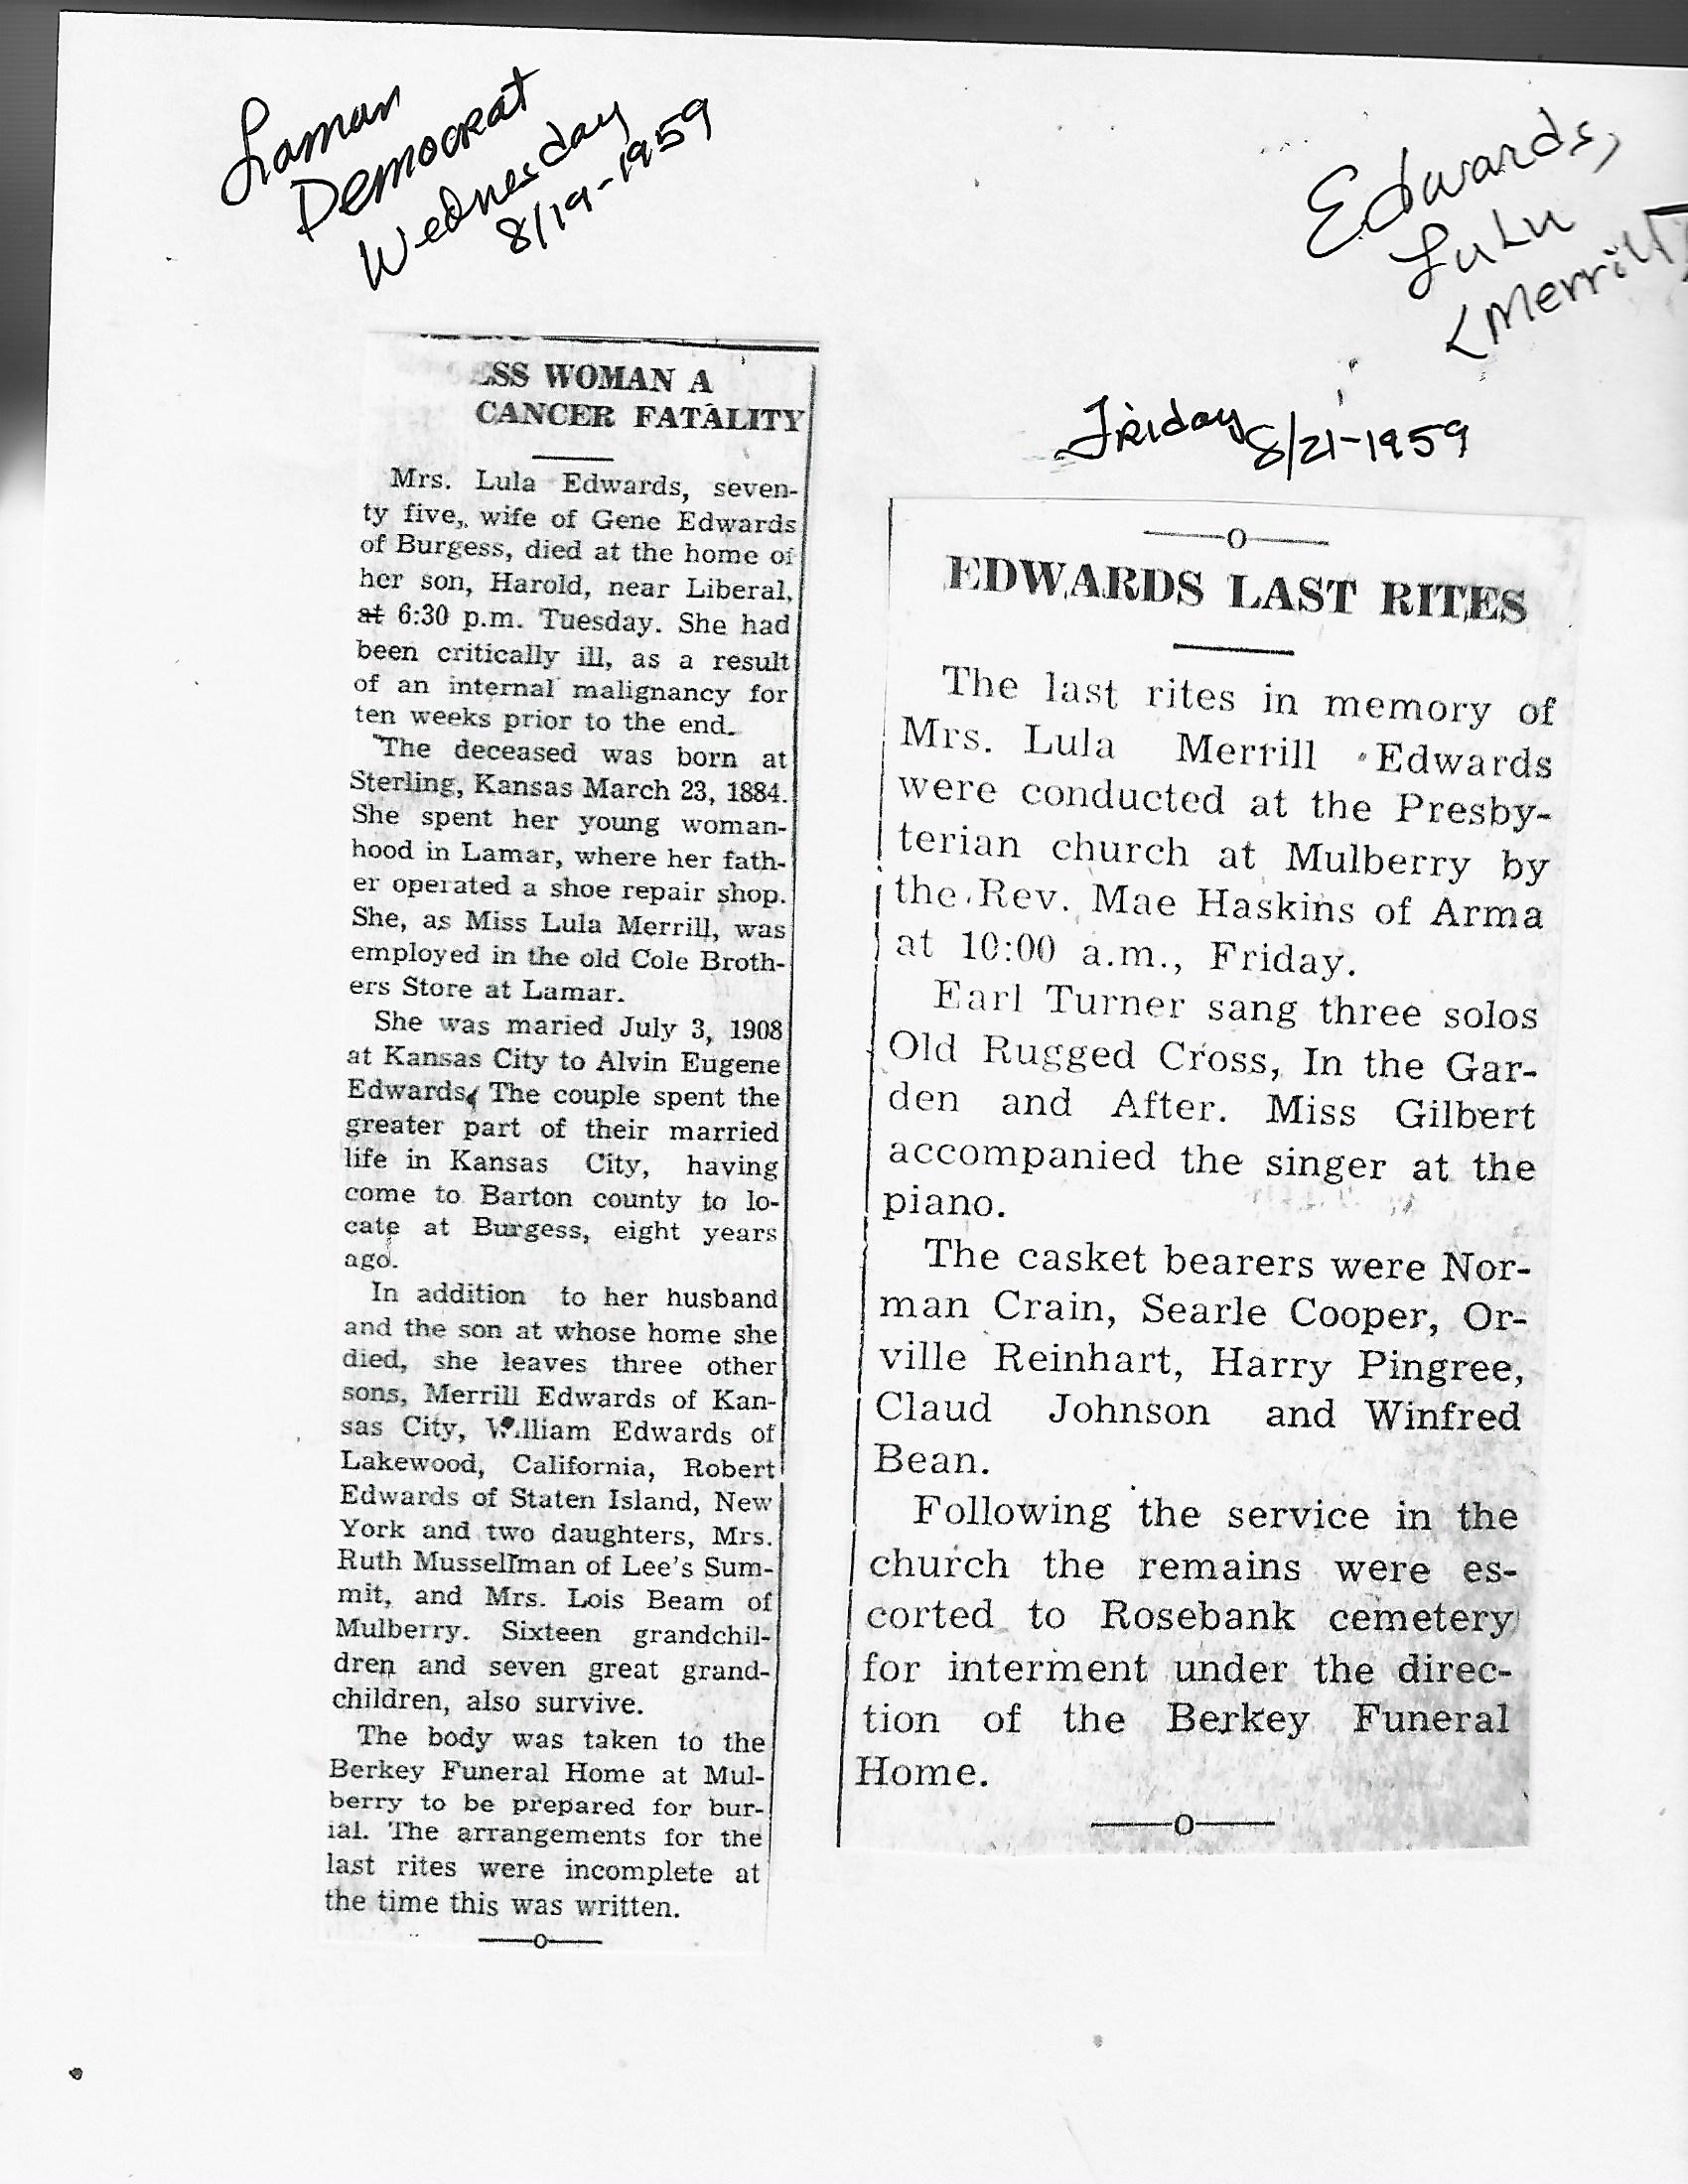 Lamar
Democrat
Wednesday
8/19-1959
Edwards,
LuLu
Friday 8/21-1959
SS WOMAN A
CANCER FATALITY
Mrs. Lula Edwards, seven-
ty five, wife of Gene Edwards
of Burgess, died at the home of
her son, Harold, near Liberal,
at 6:30 p.m. Tuesday. She had
been critically ill, as a result
of an internal malignancy for
ten weeks prior to the end.
The deceased was born at
Sterling, Kansas March 23, 1884.
She spent her young woman-
hood in Lamar, where her fath-
er operated a shoe repair shop.
She, as Miss Lula Merrill, was
employed in the old Cole Broth-
ers Store at Lamar.
She was maried July 3, 1908
at Kansas City to Alvin Eugene
Edwards. The couple spent the
greater part of their married
life in Kansas City, having
come to Barton county to lo-
cate at Burgess, eight years
ago.
In addition to her husband
and the son at whose home she
died, she leaves three other
sons, Merrill Edwards of Kan-
sas City, William Edwards of
Lakewood, California, Robert
Edwards of Staten Island, New
York and two daughters, Mrs.
Ruth Mussellman of Lee's Sum-
mit, and Mrs. Lois Beam of
Mulberry. Sixteen grandchil-
dren and seven great grand-
children, also survive.
The body was taken to the
Berkey Funeral Home at Mul-
berry to be prepared for bur-
ial. The arrangements for the
last rites were incomplete at
the time this was written.
EDWARDS LAST RITES
The last rites in memory of
Mrs. Lula Merrill Edwards
were conducted at the Presby-
terian church at Mulberry by
the Rev. Mae Haskins of Arma
at 10:00 a.m., Friday.
Earl Turner sang three solos
Old Rugged Cross, In the Gar-
den and After. Miss Gilbert
accompanied the singer at the
piano.
The casket bearers were Nor-
man Crain, Searle Cooper, Or-
ville Reinhart, Harry Pingree,
Claud Johnson and Winfred
Bean.
Following the service in the
church the remains were es-
corted to Rosebank cemetery
for interment under the direc-
tion of the Berkey Funeral
Home.